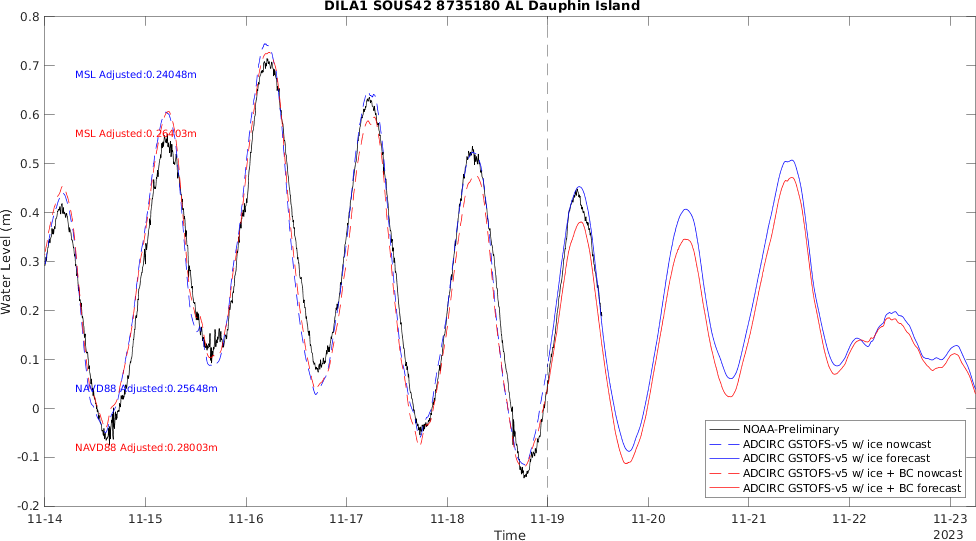 DILA1 SOUS42 8735180 AL Dauphin Island
0.8
0.7
0.6
0.5
0.4
0.3
0.2
0.1
0
-0.1
-0.2
Water Level (m)
MSL Adjusted:0.24048m
MSL Adjusted:0.26403m
NAVD88 Adjusted:0.25648m
NAVD88 Adjusted:0.28003m
NOAA-Preliminary
ADCIRC GSTOFS-v5 w/ ice nowcast
ADCIRC GSTOFS-v5 w/ ice forecast
ADCIRC GSTOFS-v5 w/ ice + BC nowcast
ADCIRC GSTOFS-v5 w/ ice + BC forecast
11-14 11-15 11-16 11-17 11-18 11-19 11-20 11-21 11-22 11-23
Time 2023